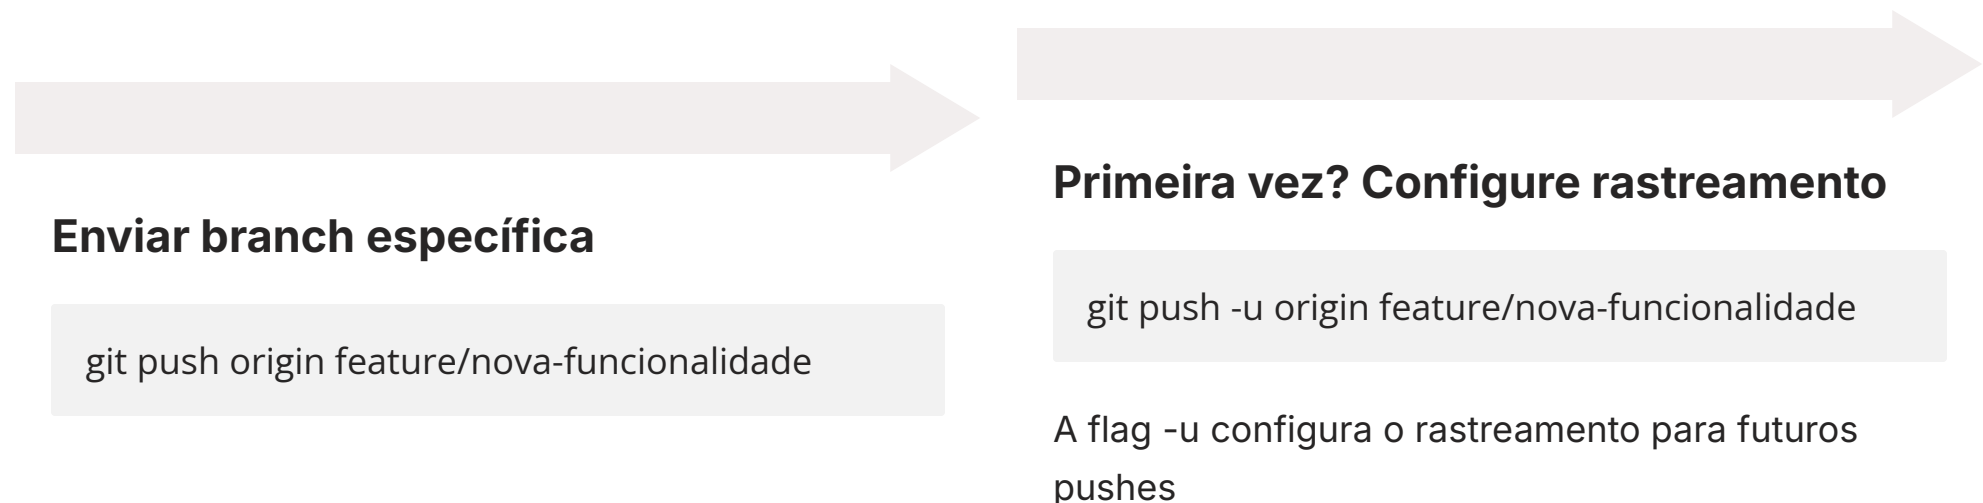 Enviar branch específica
git push origin feature/nova-funcionalidade
Primeira vez? Configure rastreamento
git push -u origin feature/nova-funcionalidade
A flag -u configura o rastreamento para futuros
pushes